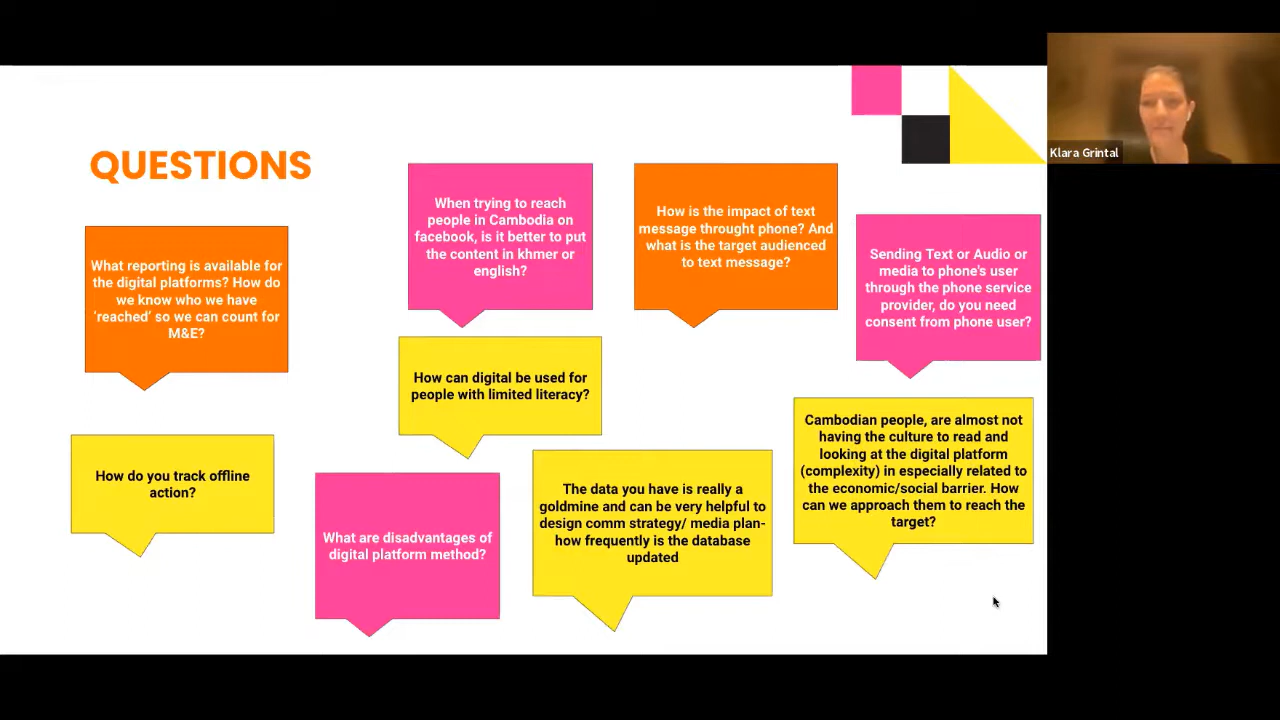 QUESTIONS
What reporting is available for
the digital platforms? How do
we know who we have
‘reached’ so we can count for
M&E?
When trying to reach
people in Cambodia on
facebook, is it better to put
the content in khmer or
english?
How is the impact of text
message throught phone? And
what is the target audienced
to text message?
Sending Text or Audio or
media to phone's user
through the phone service
provider, do you need
consent from phone user?
How can digital be used for
people with limited literacy?
How do you track offline
action?
What are disadvantages of
digital platform method?
The data you have is really a
goldmine and can be very helpful to
design comm strategy/ media plan-
how frequently is the database
updated
Cambodian people, are almost not
having the culture to read and
looking at the digital platform
(complexity) in especially related to
the economic/social barrier. How
can we approach them to reach the
target?
Klara Grintal